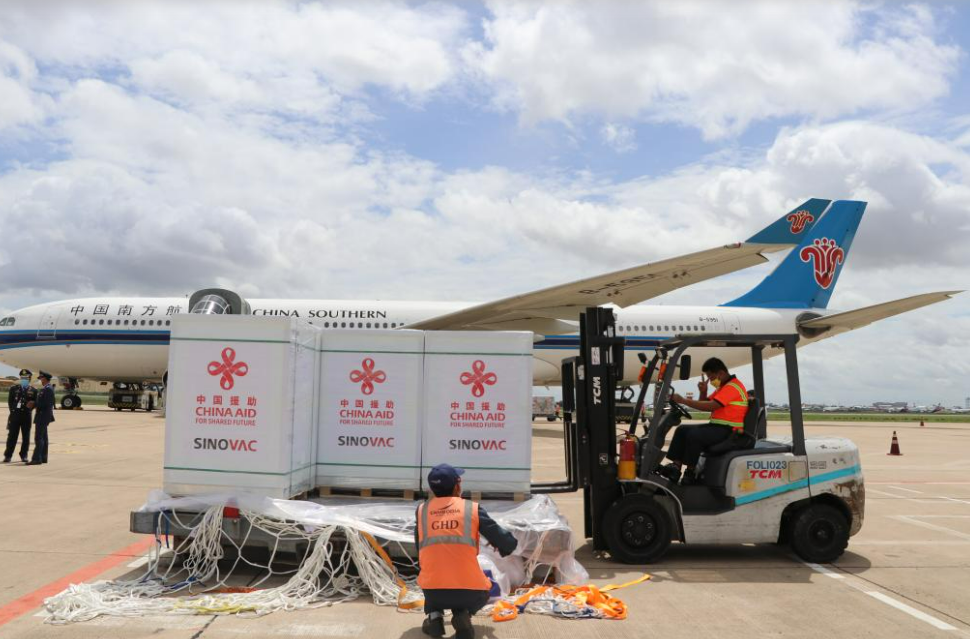 中国南方航
CHINA SOUTHERN
中国援助
CHINA AID
FOR SHARED FUTURE
SINOVAC
中国援助
CHINA AID
FOR SHARED FUTURE
SINOVAC
中国援助
CHINA AID
FOR SHARED FUTURE
SINOVAC
TCM
FOLI023
TCM
GHD